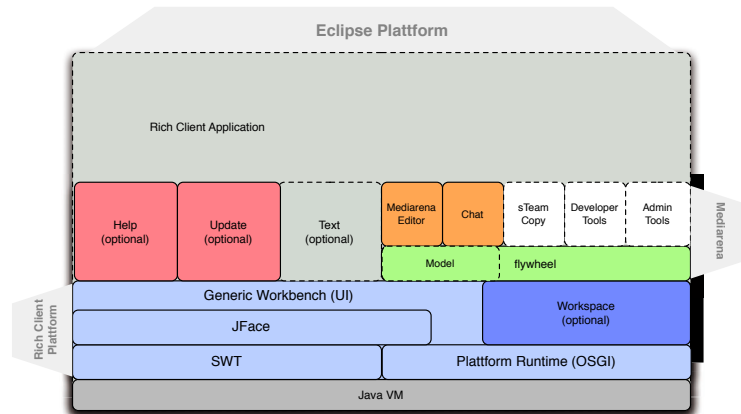 Eclipse Plattform
Rich Client Application
Help
(optional)
Update
(optional)
Text
(optional)
Mediarena
Editor
Chat
sTeam
Copy
Developer
Tools
Admin
Tools
Mediarena
Model
flywheel
Generic Workbench (UI)
Workspace
(optional)
Rich Client
Plattform
JFace
SWT
Plattform Runtime (OSGI)
Java VM